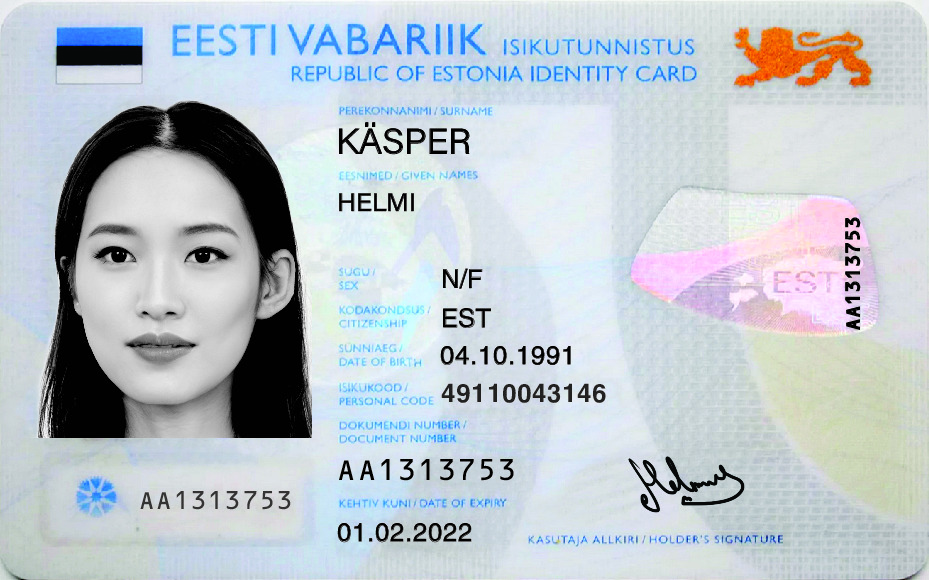 EESTI VABARIIK ISIKUTUNNISTUS
REPUBLIC OF ESTONIA IDENTITY CARD
PEREKONNANIMI / SURNAME
KÄSPER
EESNIMED / GIVEN NAMES
HELMI
SUGU / SEX N/F
KODAKONDSUS / CITIZENSHIP EST
SÜNNIAEG / DATE OF BIRTH 04.10.1991
ISIKUKOOD / PERSONAL CODE 49110043146
DOKUMENDI NUMBER / DOCUMENT NUMBER
AA1313753
KEHTIV KUNI / DATE OF EXPIRY
01.02.2022
AA1313753
EST
AA1313753
Helmi
KASUTAJA ALLKIRI / HOLDER'S SIGNATURE